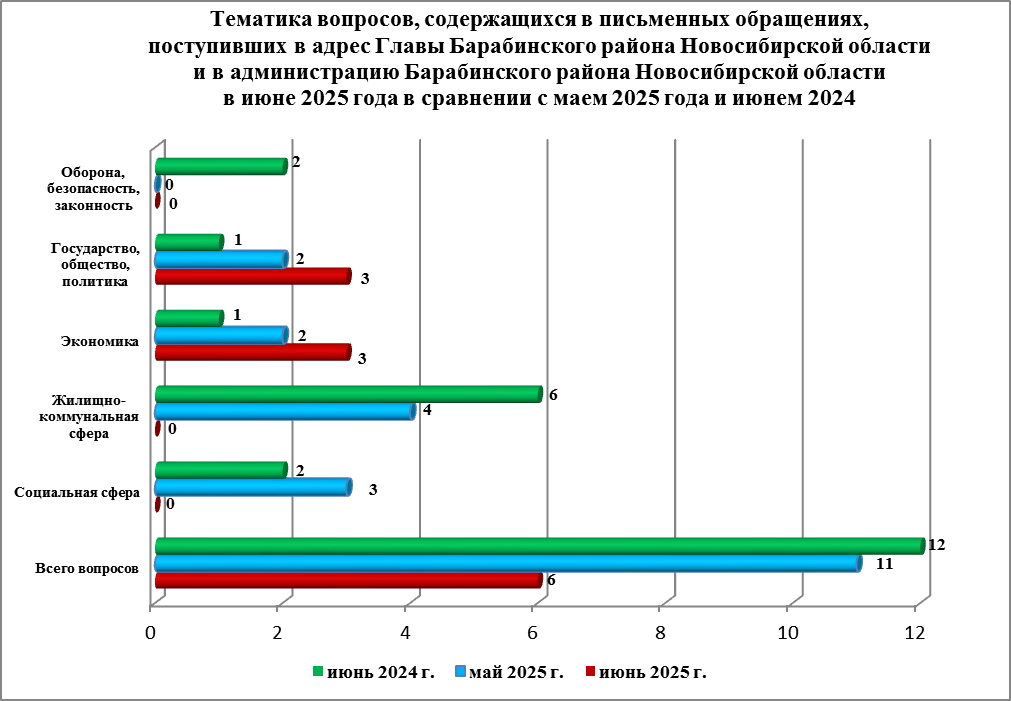 Тематика вопросов, содержащихся в письменных обращениях,
поступивших в адрес Главы Барабинского района Новосибирской области
и в администрацию Барабинского района Новосибирской области
в июне 2025 года в сравнении с маем 2025 года и июнем 2024
Оборона,
безопасность,
законность
2
0
0
Государство,
общество,
политика
1
2
3
Экономика
1
2
3
Жилищно-
коммунальная
сфера
6
4
0
Социальная сфера
2
3
0
Всего вопросов
12
11
6
0 2 4 6 8 10 12
июнь 2024 г. май 2025 г. июнь 2025 г.